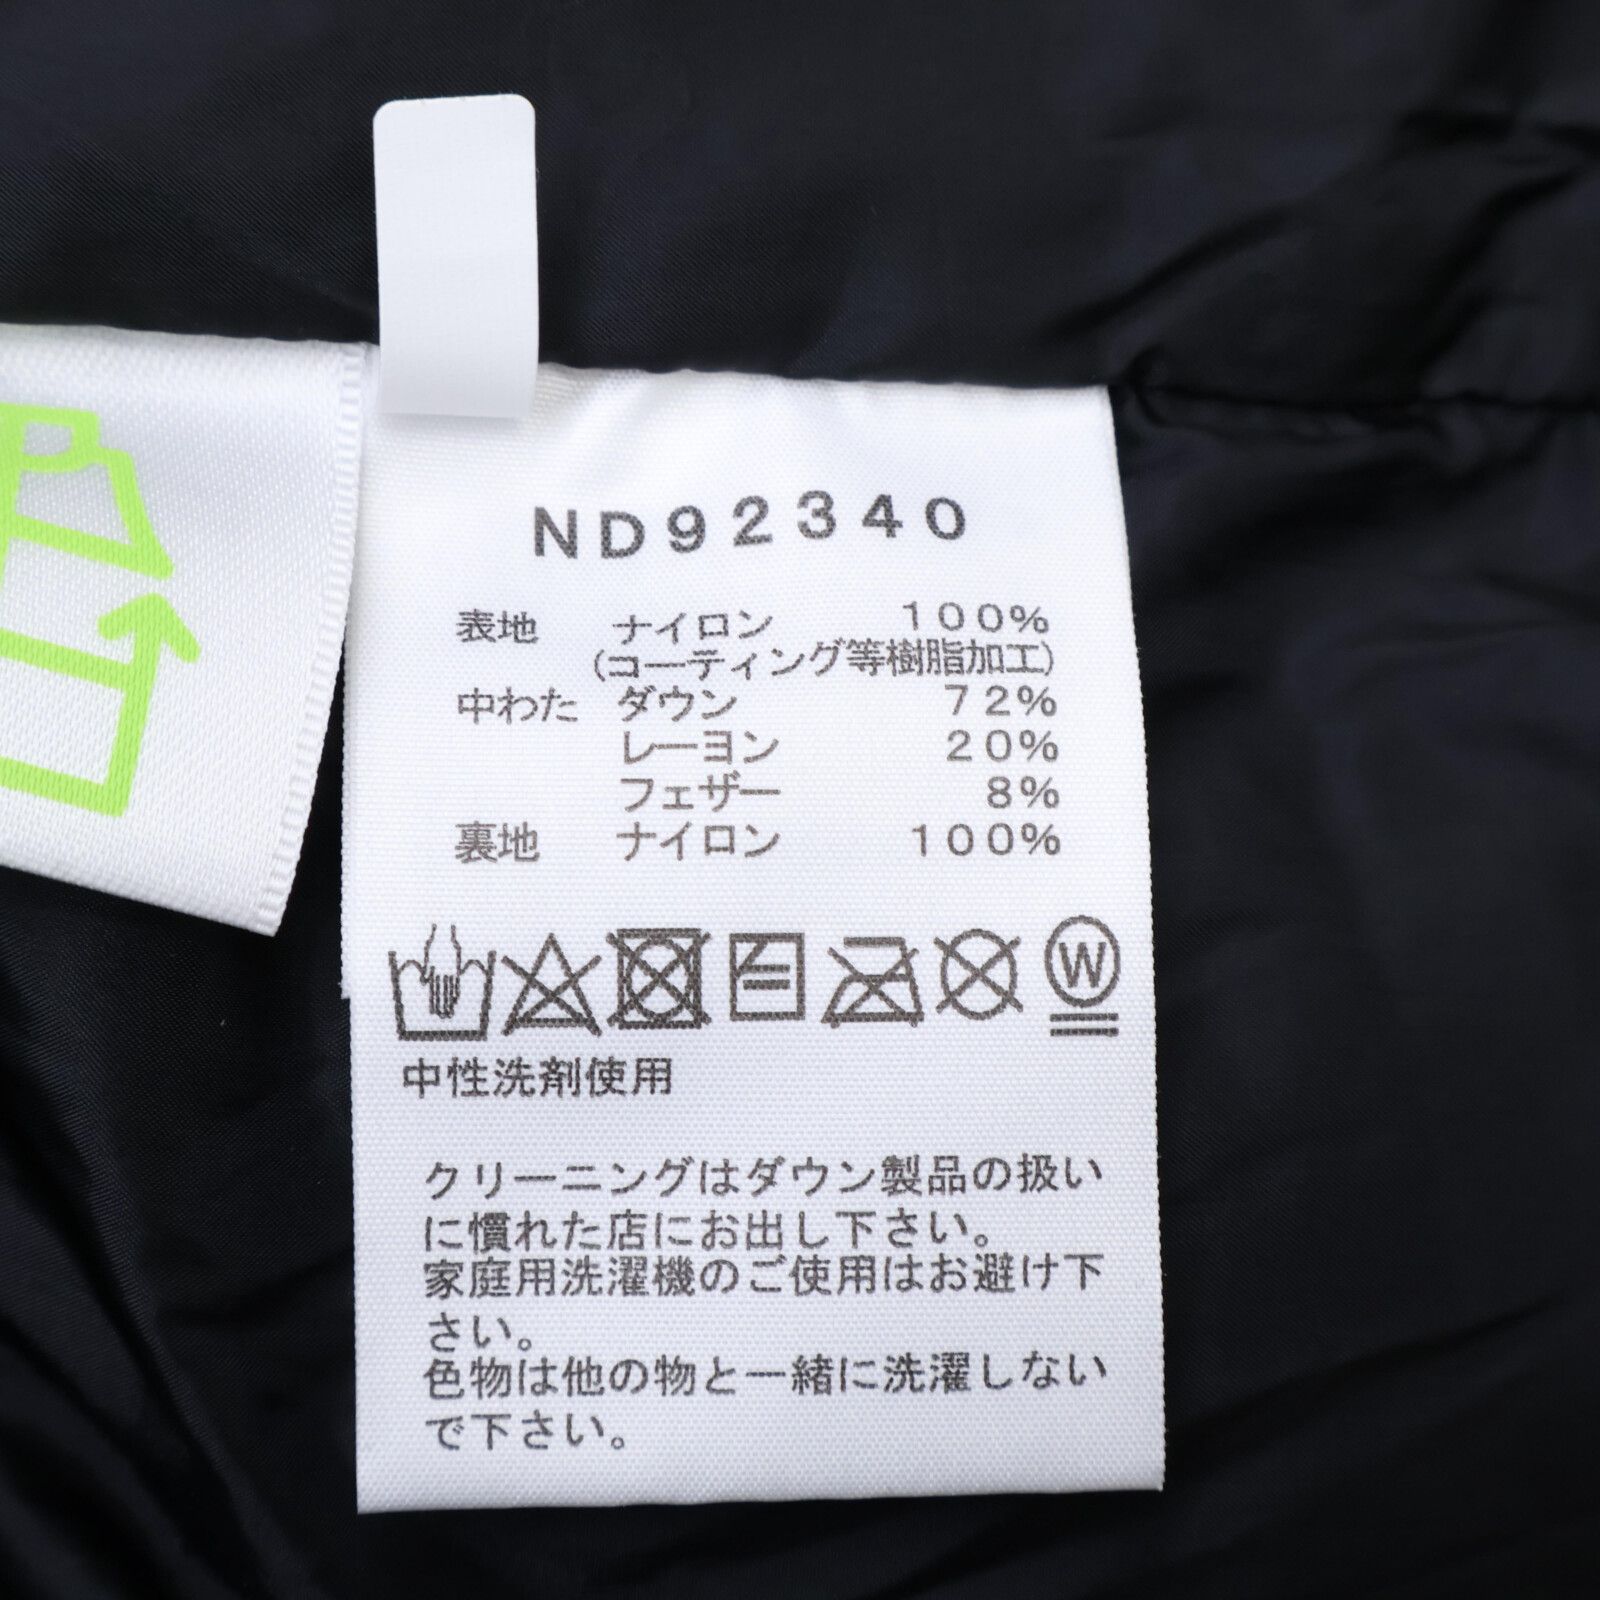 ND92340
表地 ナイロン 100%
(コーティング等樹脂加工)
中わた ダウン 72%
レーヨン 20%
フェザー 8%
裏地 ナイロン 100%
W
中性洗剤使用
クリーニングはダウン製品の扱い
に慣れた店にお出し下さい。
家庭用洗濯機のご使用はお避け下
さい。
色物は他の物と一緒に洗濯しない
で下さい。